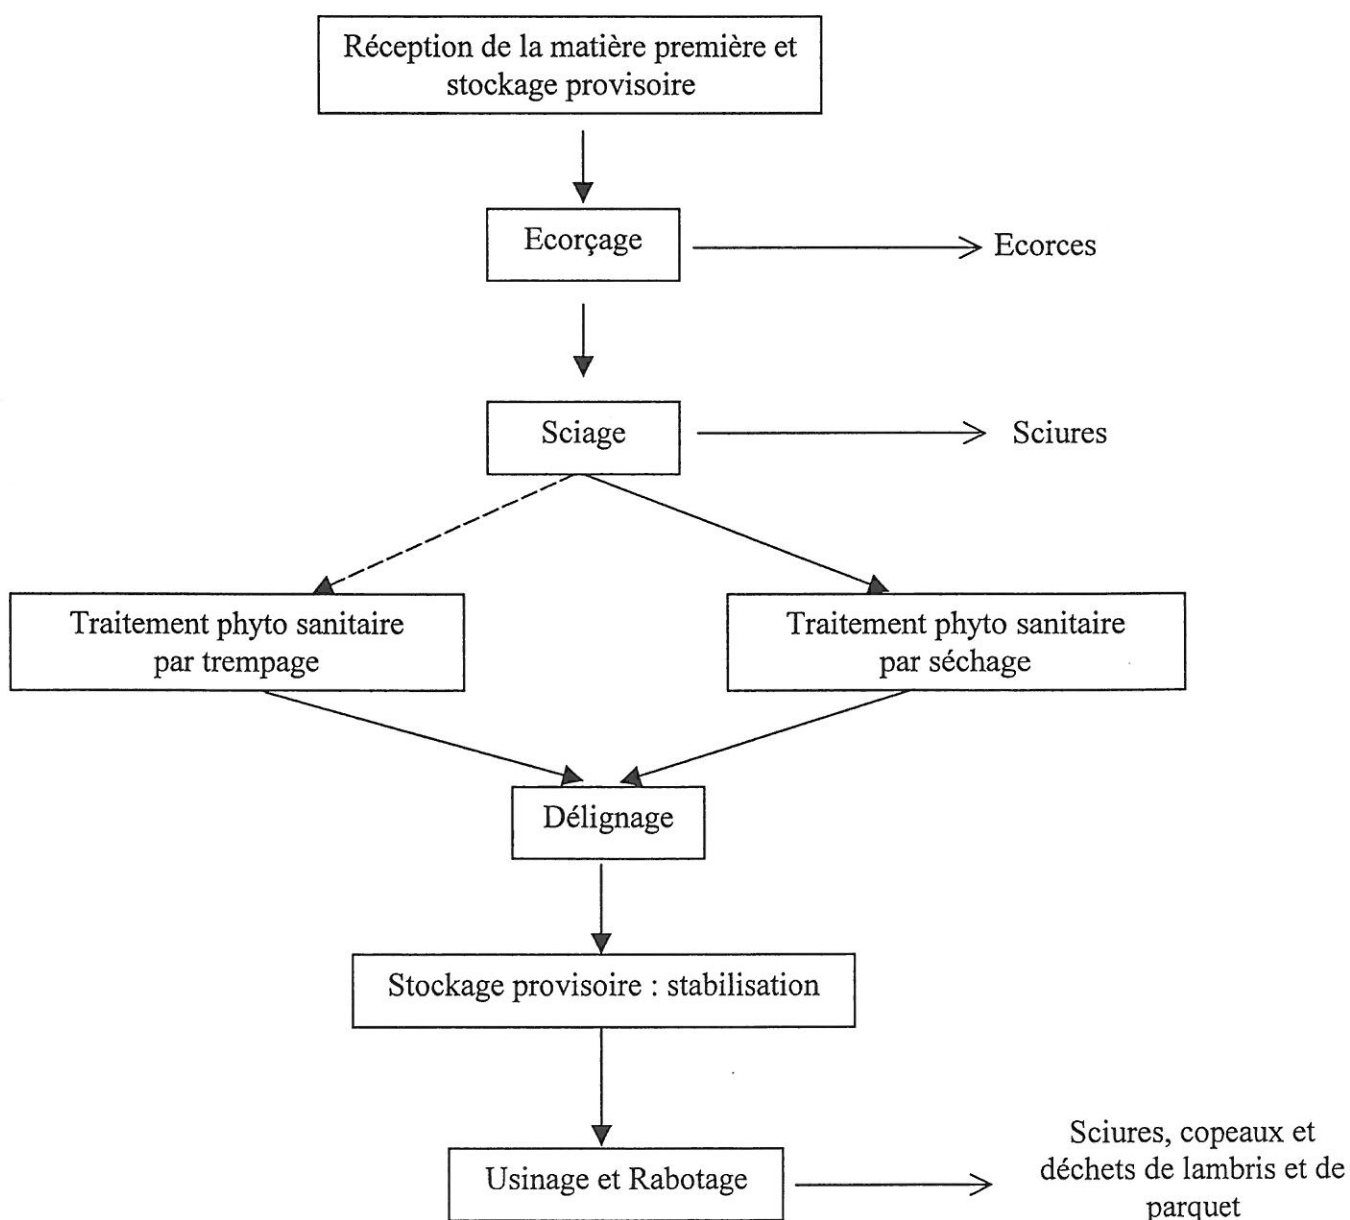 Réception de la matière première et
stockage provisoire
Ecorçage
Ecorces
Sciage
Sciures
Traitement phyto sanitaire
par trempage
Traitement phyto sanitaire
par séchage
Délignage
Stockage provisoire : stabilisation
Usinage et Rabotage
Sciures, copeaux et
déchets de lambris et de
parquet